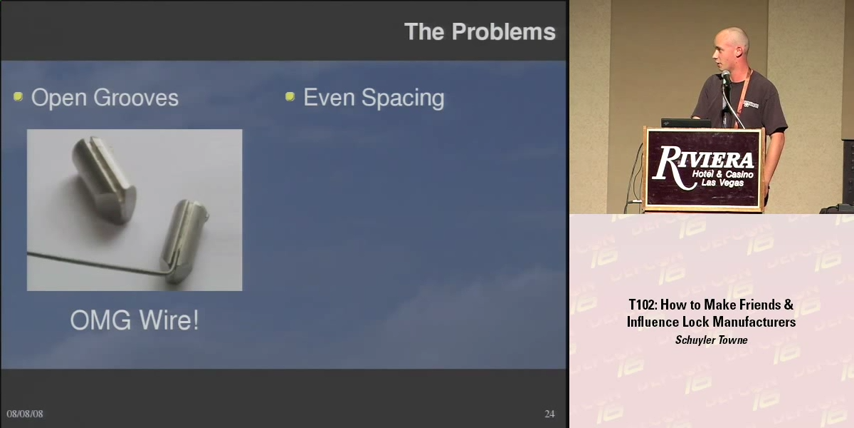 The Problems
Open Grooves
Even Spacing
OMG Wire!
08/08/08
24
RIVIERA
Hotel & Casino
Las Vegas
T102: How to Make Friends &
Influence Lock Manufacturers
Schuyler Towne